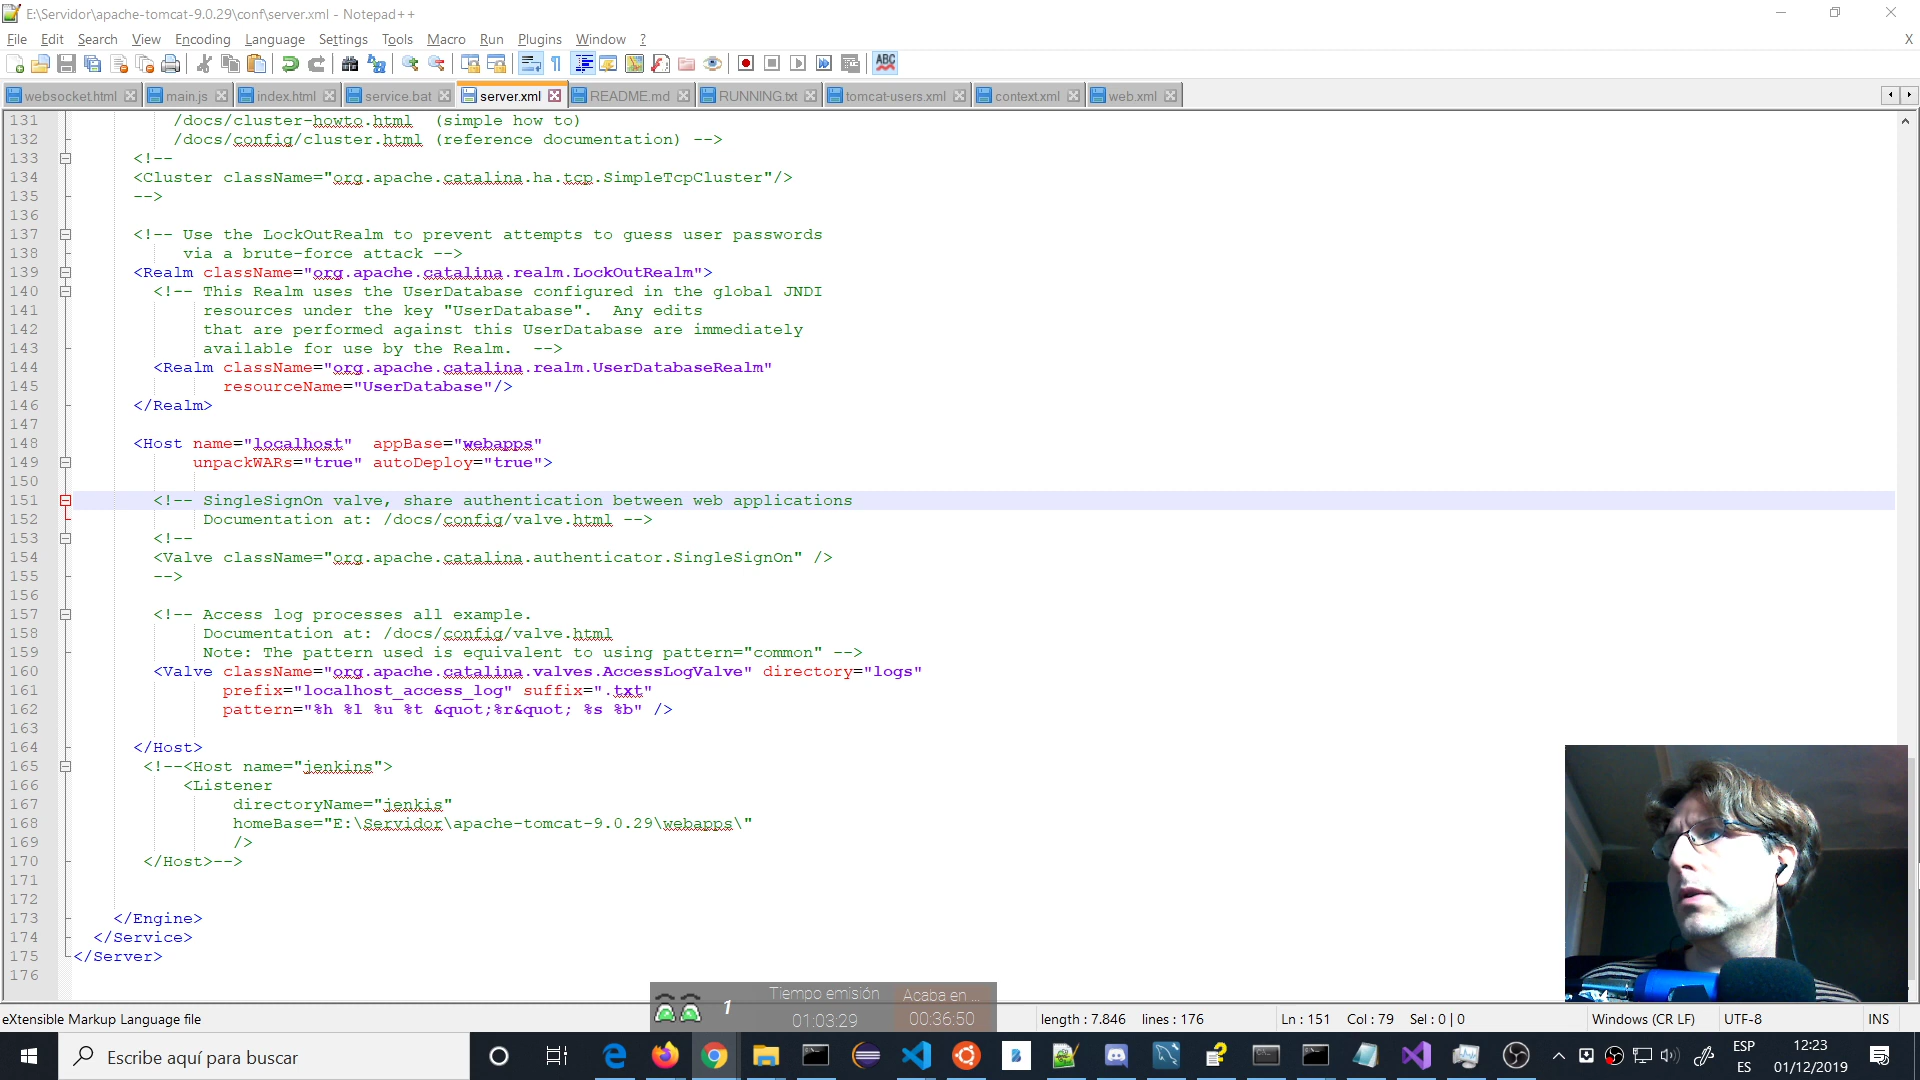 E:\Servidor\apache-tomcat-9.0.29\conf\server.xml - Notepad++
File Edit Search View Encoding Language Settings Tools Macro Run Plugins Window ? X
websocket.html main.js index.html service.bat server.xml README.md RUNNING.txt tomcat-users.xml context.xml web.xml
131 /docs/cluster-howto.html (simple how to)
132 /docs/config/cluster.html (reference documentation) -->
133 <!--
134 <Cluster className="org.apache.catalina.ha.tcp.SimpleTcpCluster"/>
135 -->
136
137 <!-- Use the LockOutRealm to prevent attempts to guess user passwords
138 via a brute-force attack -->
139 <Realm className="org.apache.catalina.realm.LockOutRealm">
140 <!-- This Realm uses the UserDatabase configured in the global JNDI
141 resources under the key "UserDatabase". Any edits
142 that are performed against this UserDatabase are immediately
143 available for use by the Realm. -->
144 <Realm className="org.apache.catalina.realm.UserDatabaseRealm"
145 resourceName="UserDatabase"/>
146 </Realm>
147
148 <Host name="localhost" appBase="webapps"
149 unpackWARs="true" autoDeploy="true">
150
151 <!-- SingleSignOn valve, share authentication between web applications
152 Documentation at: /docs/config/valve.html -->
153 <!--
154 <Valve className="org.apache.catalina.authenticator.SingleSignOn" />
155 -->
156
157 <!-- Access log processes all example.
158 Documentation at: /docs/config/valve.html
159 Note: The pattern used is equivalent to using pattern="common" -->
160 <Valve className="org.apache.catalina.valves.AccessLogValve" directory="logs"
161 prefix="localhost_access_log" suffix=".txt"
162 pattern="%h %l %u %t &quot;%r&quot; %s %b" />
163
164 </Host>
165 <!--<Host name="jenkins">
166 <Listener
167 directoryName="jenkis"
168 homeBase="E:\Servidor\apache-tomcat-9.0.29\webapps\"
169 />
170 </Host>-->
171
172
173 </Engine>
174 </Service>
175 </Server>
176
1 Tiempo emisión Acaba en ...
01:03:29 00:36:50
eXtensible Markup Language file length : 7.846 lines : 176 Ln : 151 Col : 79 Sel : 0 | 0 Windows (CR LF) UTF-8 INS
Escribe aquí para buscar
ESP
ES
12:23
01/12/2019